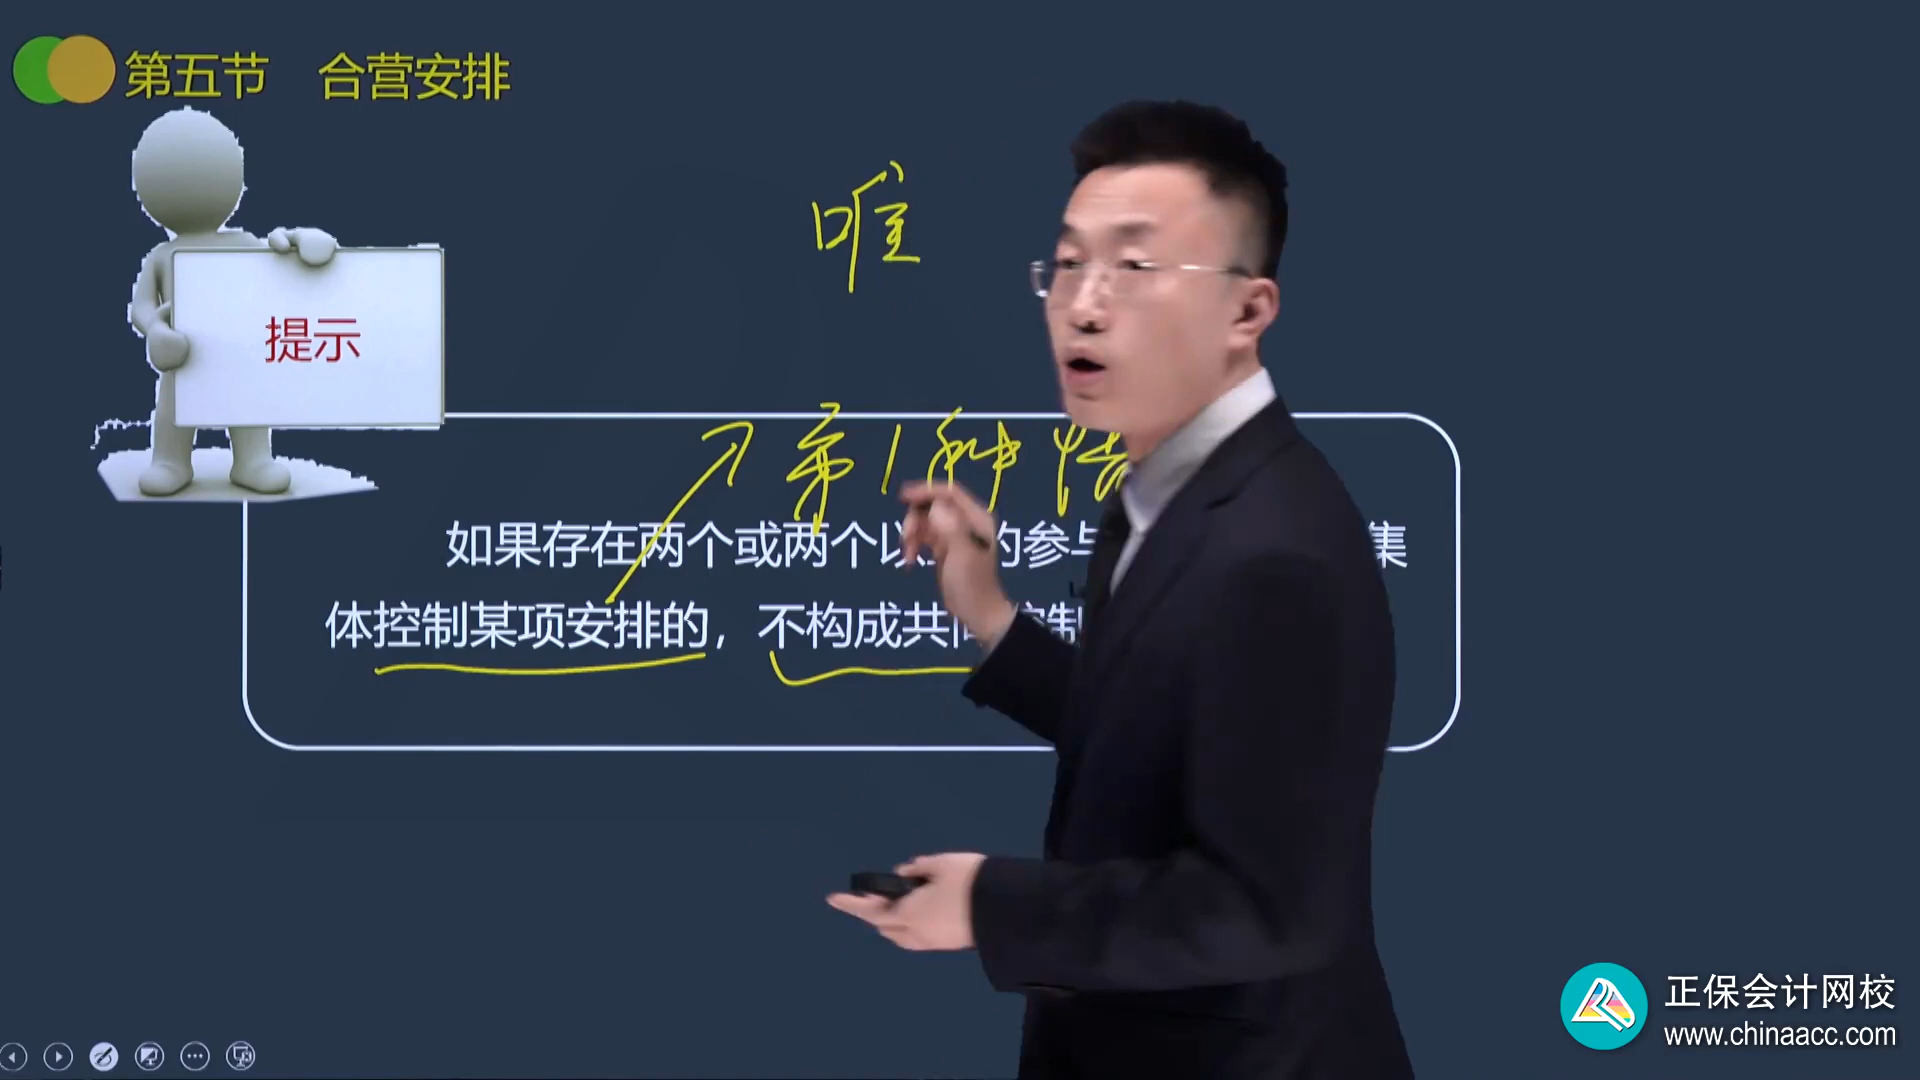 第五节 合营安排
唯
提示
第1种情
如果存在两个或两个以的参与集
体控制某项安排的，不构成共同控制
正保会计网校
www.chinaacc.com